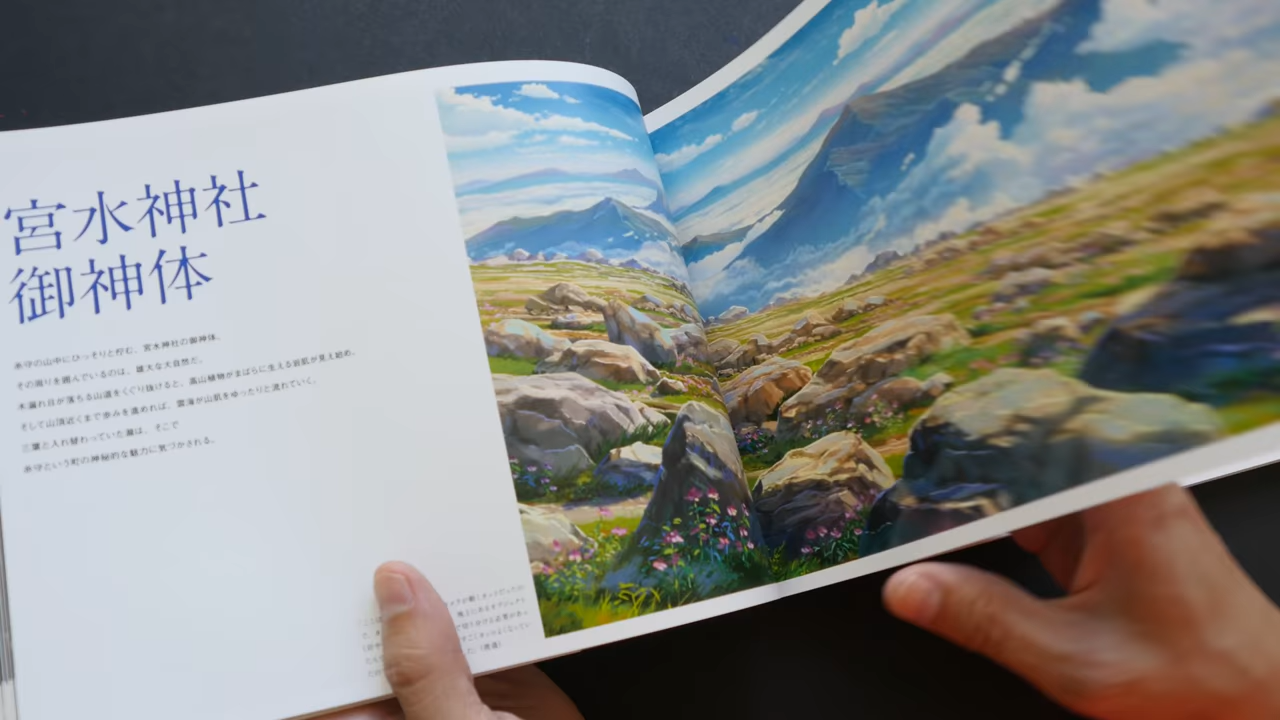 宮水神社
御神体
糸守の山中にひっそりと佇む、宮水神社の御神体。
その周りを囲んでいるのは、雄大な大自然だ。
木漏れ日が落ちる山道をくぐり抜けると、高山植物がまばらに生える岩肌が見え始め、
そして山頂近くまで歩みを進めれば、雲海が山肌をゆったりと流れていく。
三葉と入れ替わっていた瀧は、そこで
糸守という町の神秘的な魅力に気づかされる。